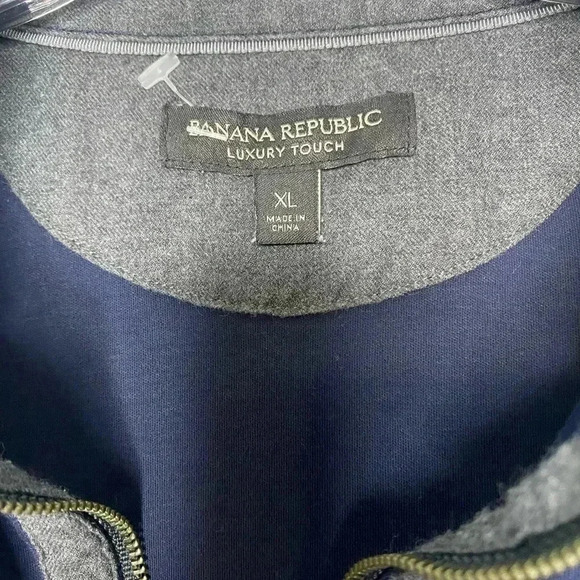 BANANA REPUBLIC
LUXURY TOUCH
XL
MADE IN
CHINA